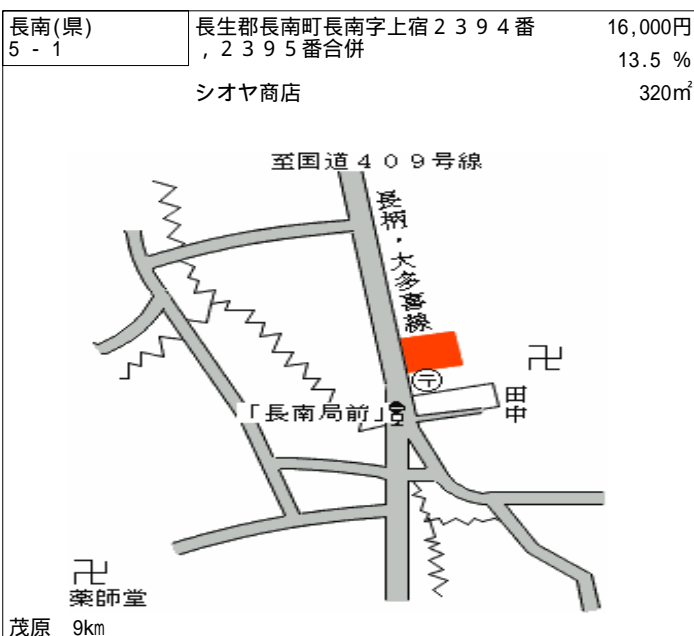 長南(県)
5 - 1
長生郡長南町長南字上宿２３９４番
，２３９５番合併
シオヤ商店
16,000円
13.5 %
320㎡
至国道４０９号線
長柄・大多喜線
〒
卍
田中
「長南局前」
卍
薬師堂
茂原 9km